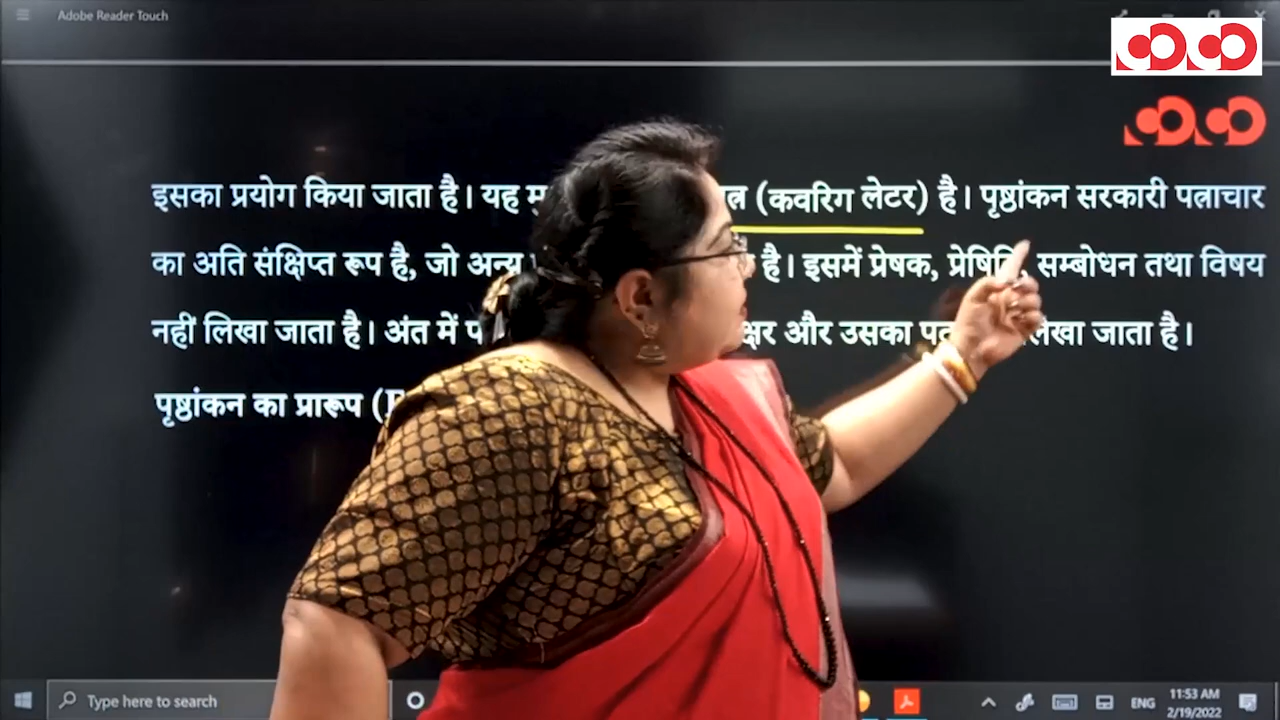 Adobe Reader Touch
इसका प्रयोग किया जाता है। यह (कवरिग लेटर) है। पृष्ठांकन सरकारी पत्नाचार
का अति संक्षिप्त रूप है, जो अन्य है। इसमें प्रेषक, सम्बोधन तथा विषय
नहीं लिखा जाता है। अंत में और उसका लिखा जाता है।
पृष्ठांकन का प्रारूप (
Type here to search
ENG
11:53 AM
2/19/2022